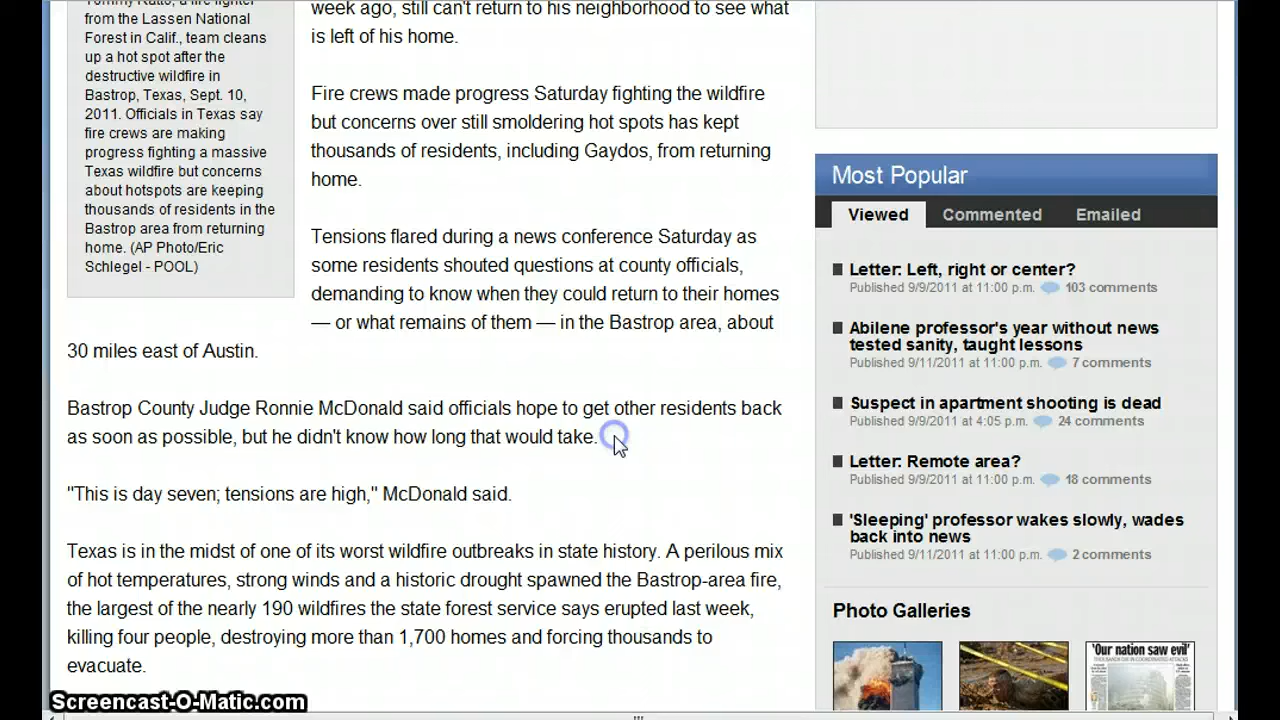 Tommy Ratto, a fire fighter
from the Lassen National
Forest in Calif., team cleans
up a hot spot after the
destructive wildfire in
Bastrop, Texas, Sept. 10,
2011. Officials in Texas say
fire crews are making
progress fighting a massive
Texas wildfire but concerns
about hotspots are keeping
thousands of residents in the
Bastrop area from returning
home. (AP Photo/Eric
Schlegel - POOL)
week ago, still can't return to his neighborhood to see what
is left of his home.
Fire crews made progress Saturday fighting the wildfire
but concerns over still smoldering hot spots has kept
thousands of residents, including Gaydos, from returning
home.
Tensions flared during a news conference Saturday as
some residents shouted questions at county officials,
demanding to know when they could return to their homes
— or what remains of them — in the Bastrop area, about
30 miles east of Austin.
Bastrop County Judge Ronnie McDonald said officials hope to get other residents back
as soon as possible, but he didn't know how long that would take.
"This is day seven; tensions are high," McDonald said.
Texas is in the midst of one of its worst wildfire outbreaks in state history. A perilous mix
of hot temperatures, strong winds and a historic drought spawned the Bastrop-area fire,
the largest of the nearly 190 wildfires the state forest service says erupted last week,
killing four people, destroying more than 1,700 homes and forcing thousands to
evacuate.
Most Popular
Viewed Commented Emailed
Letter: Left, right or center?
Published 9/9/2011 at 11:00 p.m. 103 comments
Abilene professor's year without news
tested sanity, taught lessons
Published 9/11/2011 at 11:00 p.m. 7 comments
Suspect in apartment shooting is dead
Published 9/9/2011 at 4:05 p.m. 24 comments
Letter: Remote area?
Published 9/9/2011 at 11:00 p.m. 18 comments
'Sleeping' professor wakes slowly, wades
back into news
Published 9/11/2011 at 11:00 p.m. 2 comments
Photo Galleries
'Our nation saw evil'
Screencast-O-Matic.com